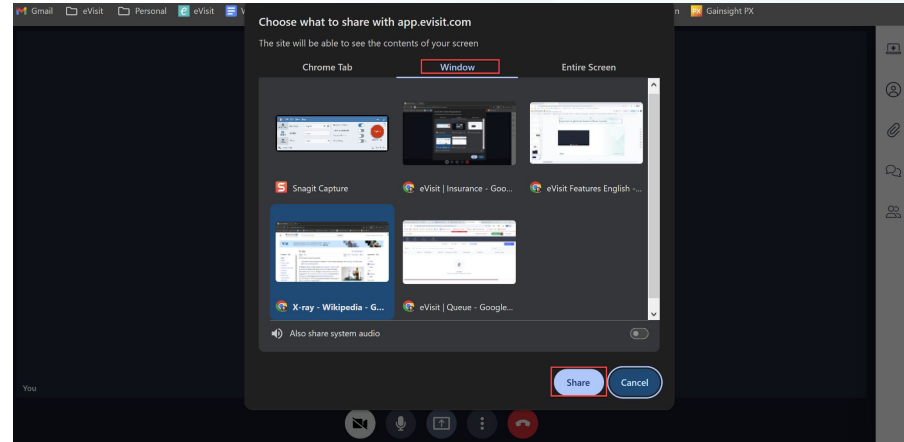 Gmail eVisit Personal eVisit Gainsight PX
Choose what to share with app.evisit.com
The site will be able to see the contents of your screen
Chrome Tab Window Entire Screen
Snagit Capture eVisit | Insurance - Goo... eVisit Features English -...
X-ray - Wikipedia - G... eVisit | Queue - Google...
Also share system audio
Share Cancel
You